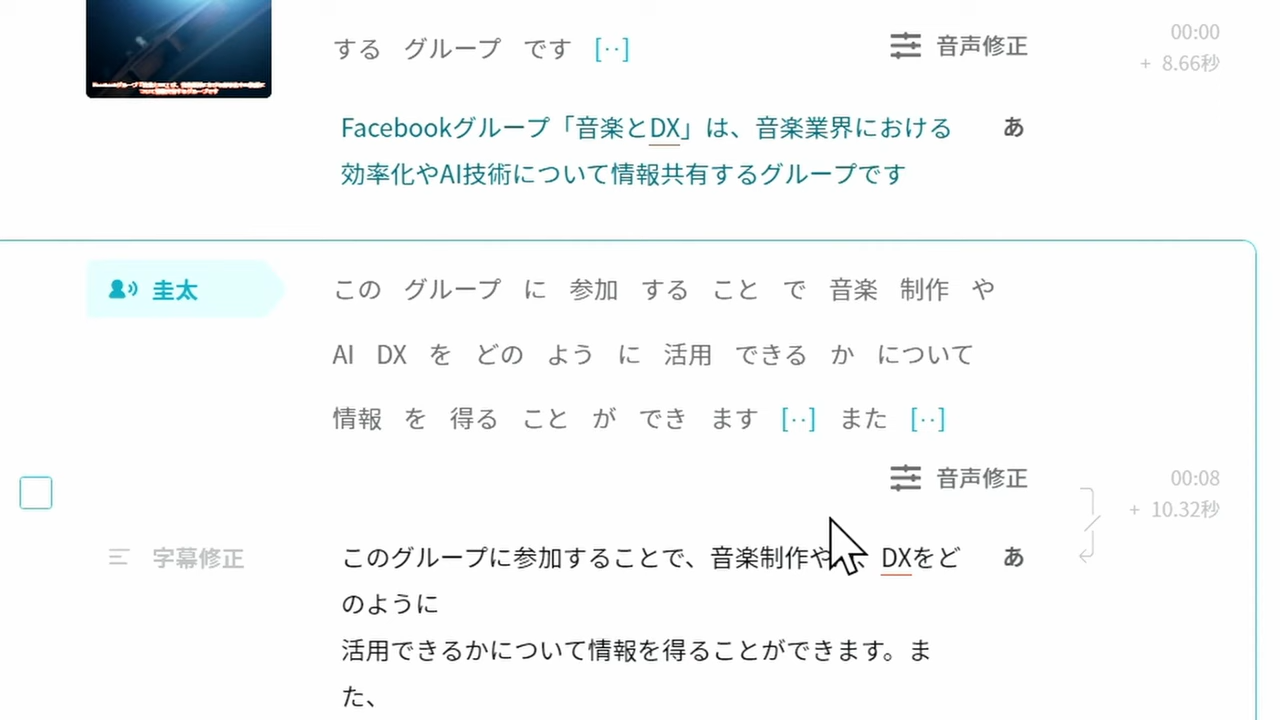 する グループ です [··]
音声修正
00:00
+ 8.66秒
Facebookグループ「音楽とDX」は、音楽業界における
あ
効率化やAI技術について情報共有するグループです
圭太
この グループ に 参加 する こと で 音楽 制作 や
AI DX を どの よう に 活用 できる か について
情報 を 得る こと が でき ます [··] また [··]
音声修正
00:08
+ 10.32秒
字幕修正
このグループに参加することで、音楽制作や DXをど
あ
のように
活用できるかについて情報を得ることができます。ま
た、